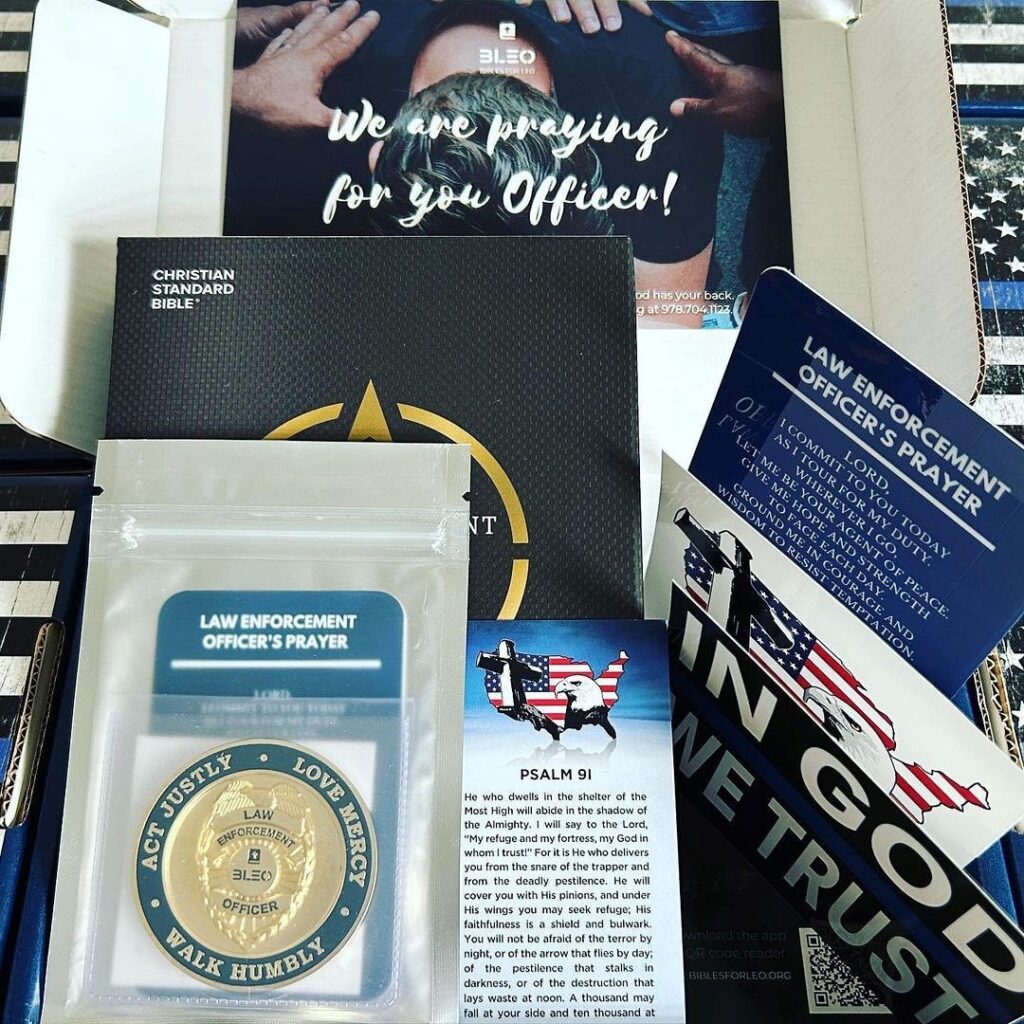 BLEO
BIBLES FOR LEO
We are praying
for you Officer!
od has your back.
g at 978.704.1123.
CHRISTIAN
STANDARD
BIBLE
NT
LAW ENFORCEMENT
OFFICER'S PRAYER
LORD,
I COMMIT TO YOU TODAY
AS I TOUR FOR MY DUTY.
WHEREVER I GO,
LET ME BE YOUR AGENT OF PEACE.
GIVE ME HOPE AND STRENGTH
TO FACE EACH DAY.
GROUND ME IN COURAGE, AND
WISDOM TO RESIST TEMPTATION.
LAW ENFORCEMENT
OFFICER'S PRAYER
LORD
ACT JUSTLY • LOVE MERCY
• WALK HUMBLY •
LAW
ENFORCEMENT
BLEO
OFFICER
PSALM 91
He who dwells in the shelter of the
Most High will abide in the shadow of
the Almighty. I will say to the Lord,
"My refuge and my fortress, my God in
whom I trust!" For it is He who delivers
you from the snare of the trapper and
from the deadly pestilence. He will
cover you with His pinions, and under
His wings you may seek refuge; His
faithfulness is a shield and bulwark.
You will not be afraid of the terror by
night, or of the arrow that flies by day;
of the pestilence that stalks in
darkness, or of the destruction that
lays waste at noon. A thousand may
fall at your side and ten thousand at
IN GOD
WE TRUST
wnload the app
QR code reader
BIBLESFORLEO.ORG